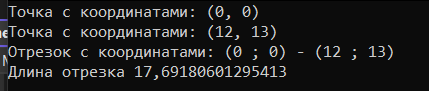 Точка с координатами: (0, 0)
Точка с координатами: (12, 13)
Отрезок с координатами: (0 ; 0) - (12 ; 13)
Длина отрезка 17,69180601295413